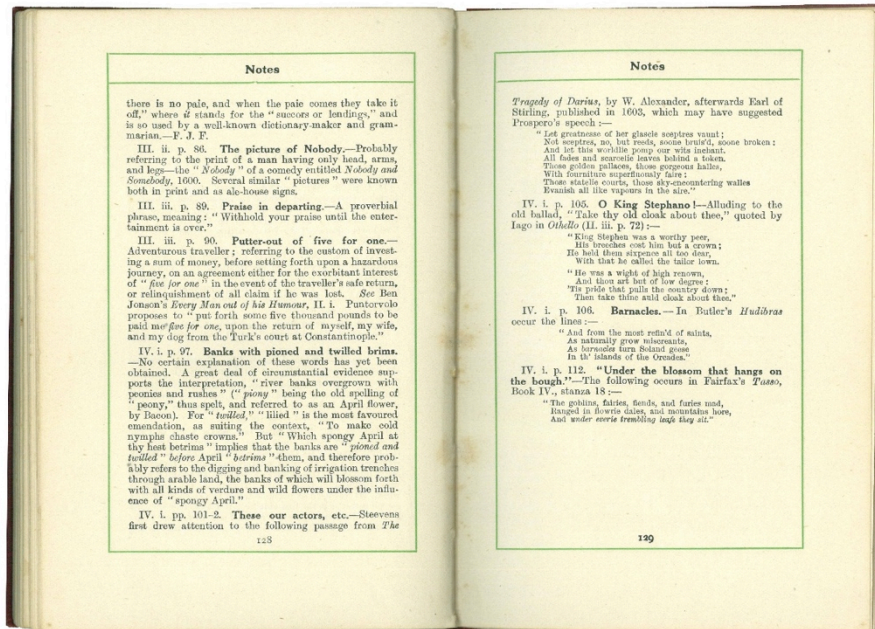 Notes
there is no pale, and when the paie comes they take it
off," where it stands for the "succors or lendings," and
is so used by a well-known dictionary-maker and gram-
marian.—F. J. F.
III. ii. p. 86. The picture of Nobody.—Probably
referring to the print of a man having only head, arms,
and legs—the "Nobody" of a comedy entitled Nobody and
Somebody, 1600. Several similar "pictures" were known
both in print and as ale-house signs.
III. iii. p. 89. Praise in departing.—A proverbial
phrase, meaning: "Withhold your praise until the enter-
tainment is over."
III. iii. p. 90. Putter-out of five for one.—
Adventurous traveller; referring to the custom of invest-
ing a sum of money, before setting forth upon a hazardous
journey, on an agreement either for the exorbitant interest
of "five for one" in the event of the traveller's safe return,
or relinquishment of all claim if he was lost. See Ben
Jonson's Every Man out of his Humour, II. i. Puntorvolo
proposes to "put forth some five thousand pounds to be
paid me five for one, upon the return of myself, my wife,
and my dog from the Turk's court at Constantinople."
IV. i. p. 97. Banks with pioned and twilled brims.
—No certain explanation of these words has yet been
obtained. A great deal of circumstantial evidence sup-
ports the interpretation, "river banks overgrown with
peonies and rushes" ("piony" being the old spelling of
"peony," thus spelt, and referred to as an April flower,
by Bacon). For "twilled," "lilied" is the most favoured
emendation, as suiting the context, "To make cold
nymphs chaste crowns." But "Which spongy April at
thy hest betrims" implies that the banks are "pioned and
twilled" before April "betrims" them, and therefore prob-
ably refers to the digging and banking of irrigation trenches
through arable land, the banks of which will blossom forth
with all kinds of verdure and wild flowers under the influ-
ence of "spongy April."
IV. i. pp. 101-2. These our actors, etc.—Steevens
first drew attention to the following passage from The
128
Notes
Tragedy of Darius, by W. Alexander, afterwards Earl of
Stirling, published in 1603, which may have suggested
Prospero's speech:—
"Let greatnesse of her glascie sceptres vaunt;
Not sceptres, no, but reeds, soone bruis'd, soone broken:
And let this worldlie pomp our wits inchant.
All fades and scarcelie leaves behind a token.
Those golden pallaces, those gorgeous halles,
With fourniture superfluously faire;
Those statelie courts, those sky-encountering walles
Evanish all like vapours in the aire."
IV. i. p. 105. O King Stephano!—Alluding to
the old ballad, "Take thy old cloak about thee," quoted by
Iago in Othello (II. iii. p. 72):—
"King Stephen was a worthy peer,
His breeches cost him but a crown;
He held them sixpence all too dear,
With that he called the tailor lown.
"He was a wight of high renown,
And thou art but of low degree:
'Tis pride that pulls the country down;
Then take thine auld cloak about thee."
IV. i. p. 106. Barnacles.—In Butler's Hudibras
occur the lines:—
"And from the most refin'd of saints,
As naturally grow miscreants,
As barnacles turn Soland geese
In th' islands of the Orcades."
IV. i. p. 112. "Under the blossom that hangs on
the bough."—The following occurs in Fairfax's Tasso,
Book IV., stanza 18:—
"The goblins, fairies, fiends, and furies mad,
Ranged in flowrie dales, and mountains hore,
And under everie trembling leafe they sit."
129